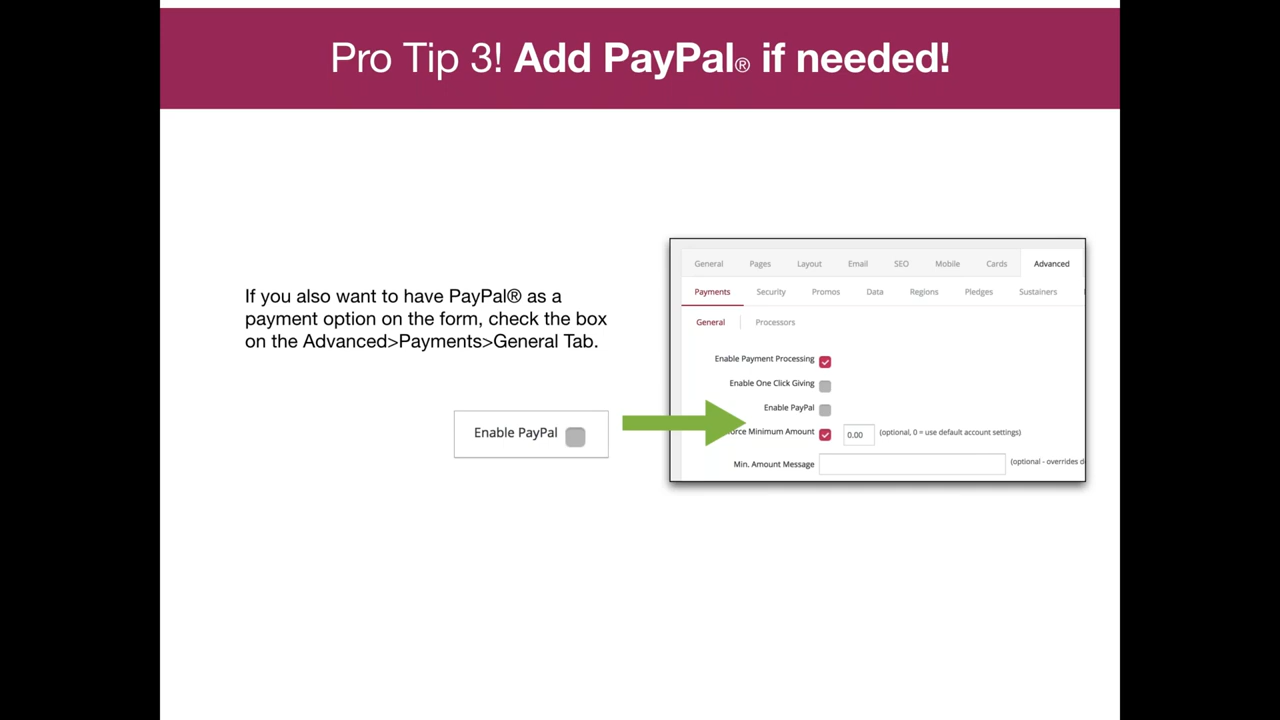 Pro Tip 3! Add PayPal® if needed!
If you also want to have PayPal® as a
payment option on the form, check the box
on the Advanced>Payments>General Tab.
Enable PayPal
General Pages Layout Email SEO Mobile Cards Advanced
Payments Security Promos Data Regions Pledges Sustainers
General Processors
Enable Payment Processing
Enable One Click Giving
Enable PayPal
Minimum Amount 0.00 (optional, 0 = use default account settings)
Min. Amount Message (optional - overrides